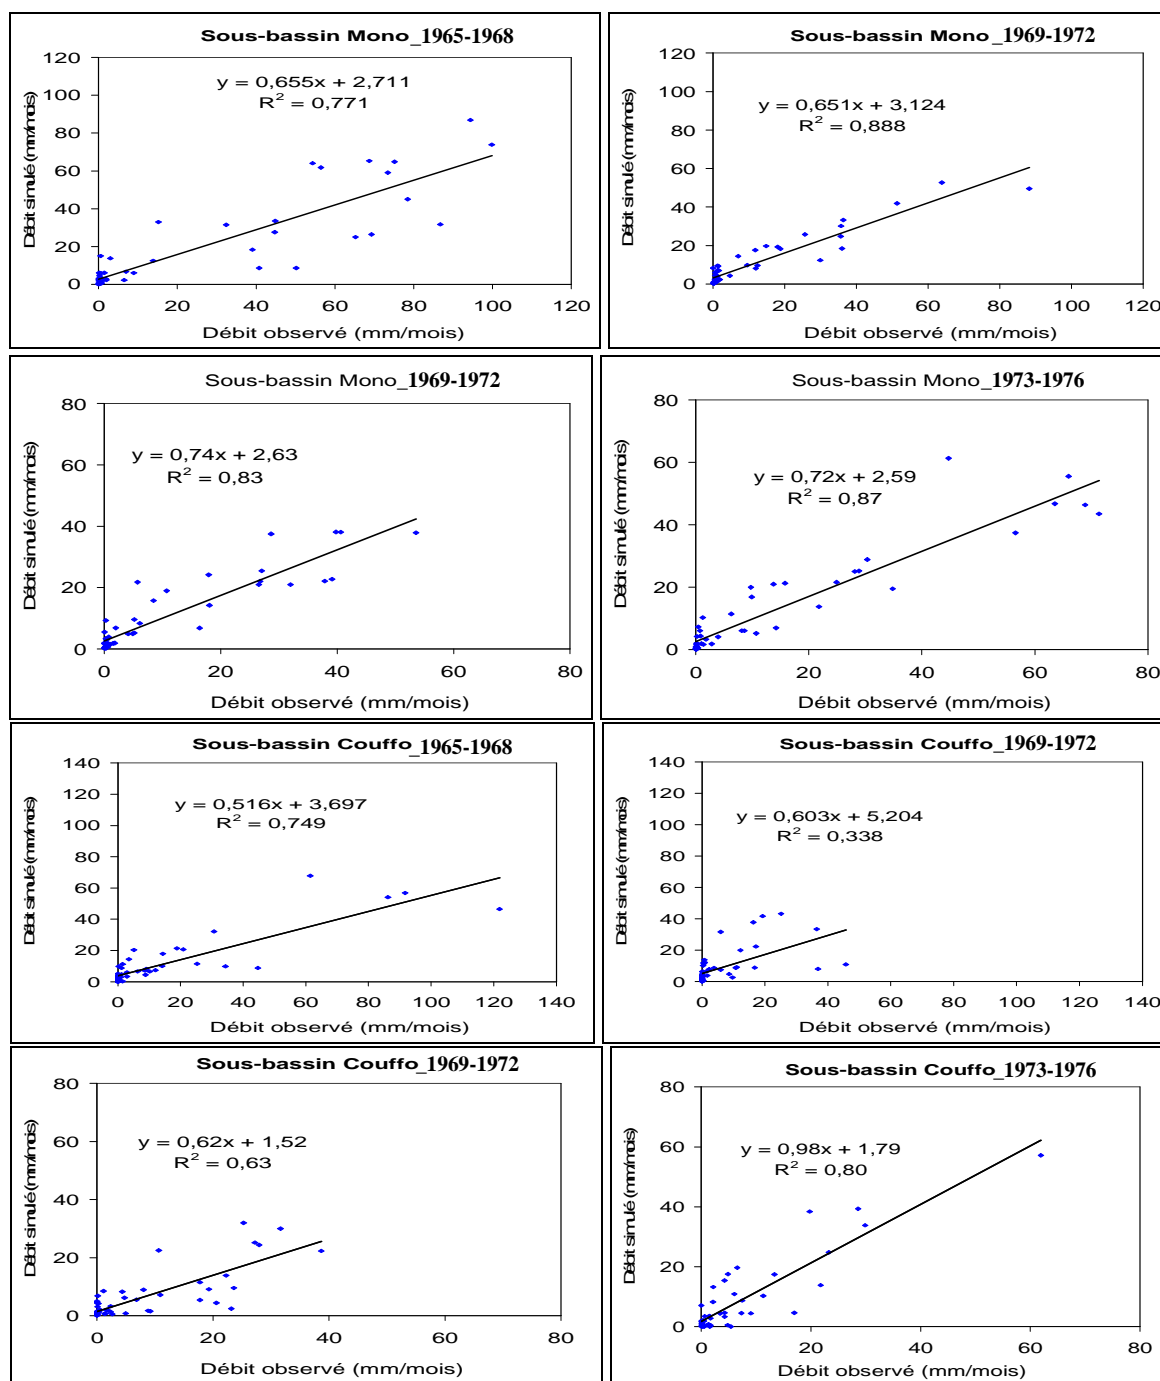 Sous-bassin Mono_1965-1968
Débit simulé (mm/mois)
120
100
80
60
40
20
0
y = 0,655x + 2,711
R² = 0,771
0 20 40 60 80 100 120
Débit observé (mm/mois)
Sous-bassin Mono_1969-1972
Débit simulé (mm/mois)
120
100
80
60
40
20
0
y = 0,651x + 3,124
R² = 0,888
0 20 40 60 80 100 120
Débit observé (mm/mois)
Sous-bassin Mono_1969-1972
Débit simulé (mm/mois)
80
60
40
20
0
y = 0,74x + 2,63
R² = 0,83
0 20 40 60 80
Débit observé (mm/mois)
Sous-bassin Mono_1973-1976
Débit simulé (mm/mois)
80
60
40
20
0
y = 0,72x + 2,59
R² = 0,87
0 20 40 60 80
Débit observé (mm/mois)
Sous-bassin Couffo_1965-1968
Débit simulé (mm/mois)
140
120
100
80
60
40
20
0
y = 0,516x + 3,697
R² = 0,749
0 20 40 60 80 100 120 140
Débit observé (mm/mois)
Sous-bassin Couffo_1969-1972
Débit simulé (mm/mois)
140
120
100
80
60
40
20
0
y = 0,603x + 5,204
R² = 0,338
0 20 40 60 80 100 120 140
Débit observé (mm/mois)
Sous-bassin Couffo_1969-1972
Débit simulé (mm/mois)
80
60
40
20
0
y = 0,62x + 1,52
R² = 0,63
0 20 40 60 80
Débit observé (mm/mois)
Sous-bassin Couffo_1973-1976
Débit simulé (mm/mois)
80
60
40
20
0
y = 0,98x + 1,79
R² = 0,80
0 20 40 60 80
Débit observé (mm/mois)